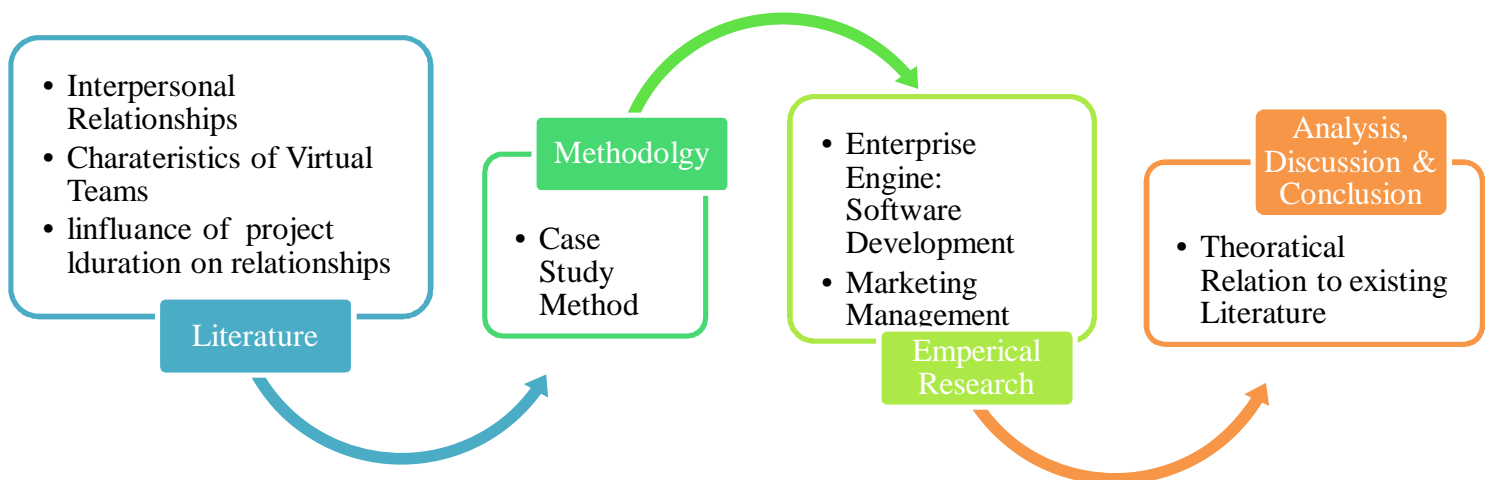 • Interpersonal
Relationships
• Charateristics of Virtual
Teams
• linfluance of project
lduration on relationships
Literature
Methodolgy
• Case
Study
Method
• Enterprise
Engine:
Software
Development
• Marketing
Management
Emperical
Research
Analysis,
Discussion &
Conclusion
• Theoratical
Relation to existing
Literature